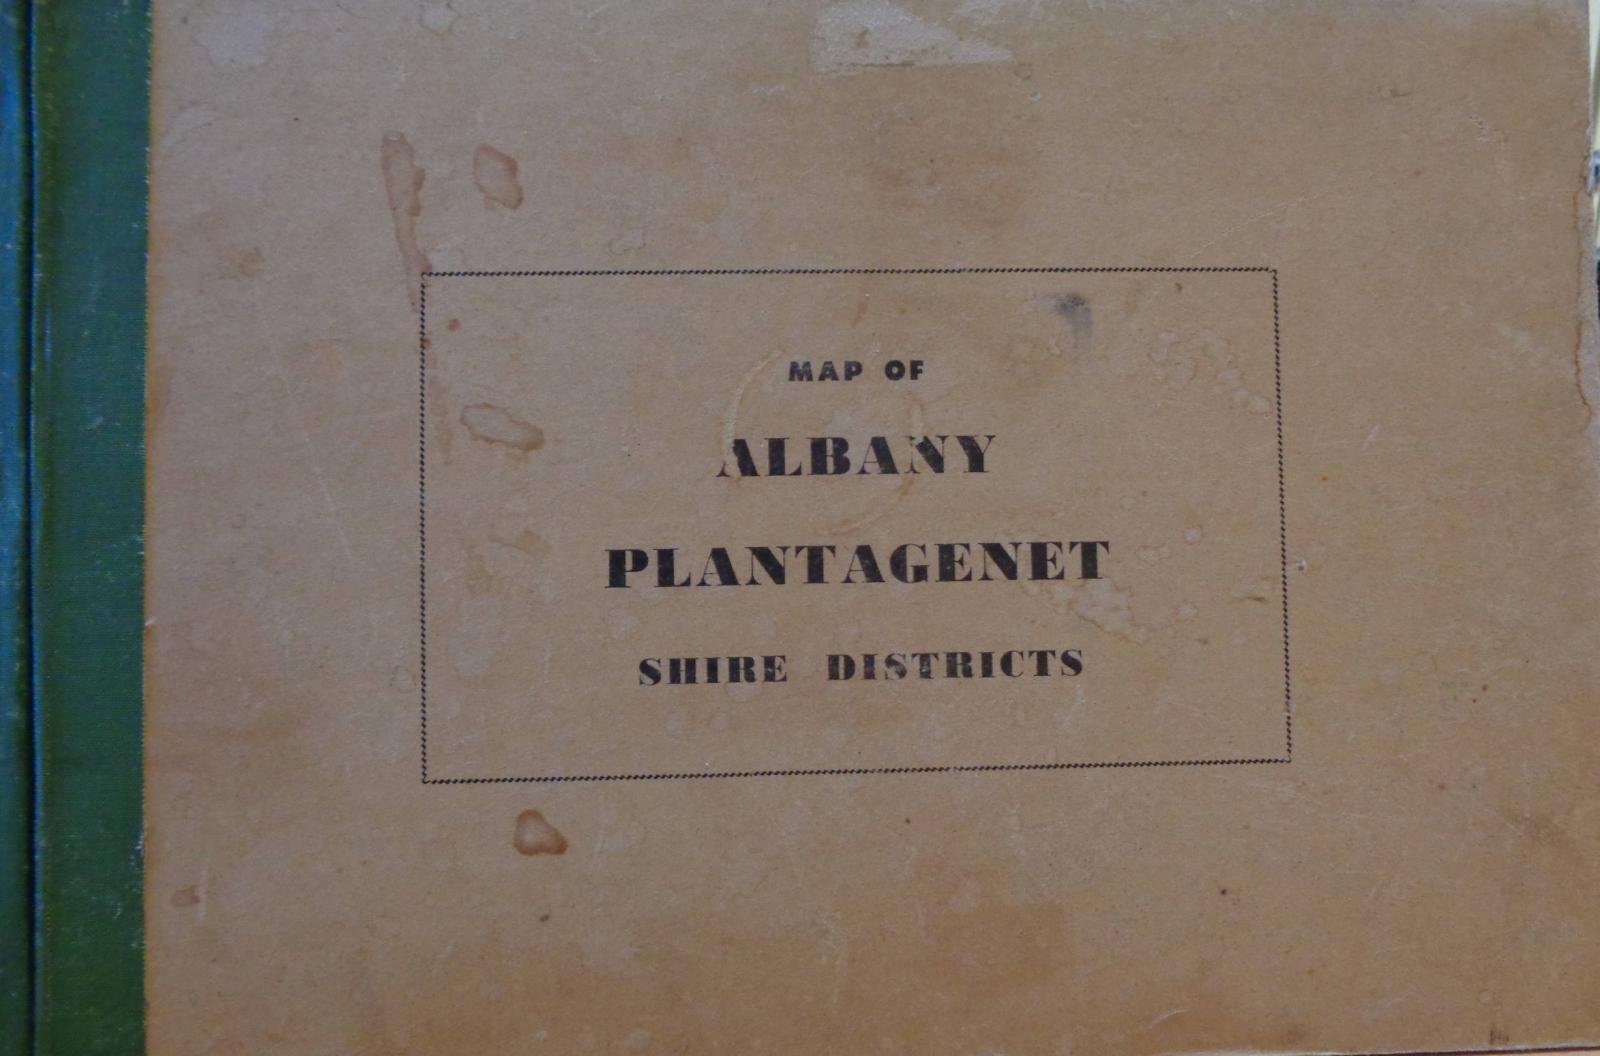 MAP OF
ALBANY
PLANTAGENET
SHIRE DISTRICTS